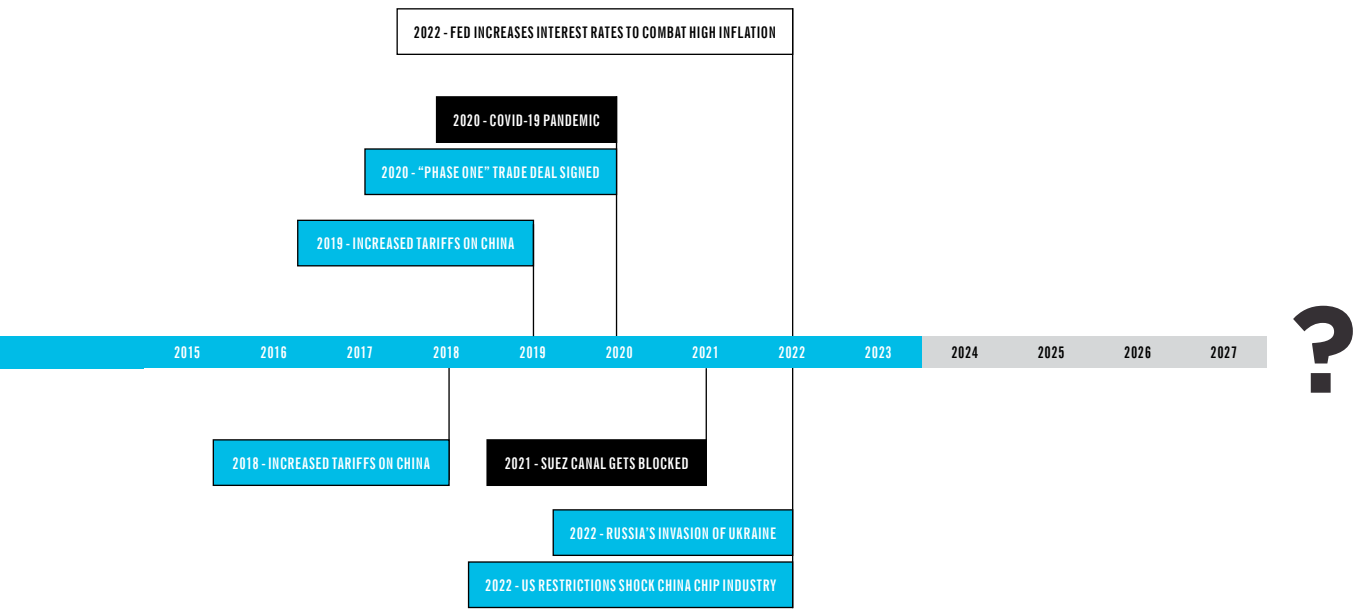 2022 - FED INCREASES INTEREST RATES TO COMBAT HIGH INFLATION
2020 - COVID-19 PANDEMIC
2020 - “PHASE ONE” TRADE DEAL SIGNED
2019 - INCREASED TARIFFS ON CHINA
2015 2016 2017 2018 2019 2020 2021 2022 2023 2024 2025 2026 2027
?
2018 - INCREASED TARIFFS ON CHINA
2021 - SUEZ CANAL GETS BLOCKED
2022 - RUSSIA’S INVASION OF UKRAINE
2022 - US RESTRICTIONS SHOCK CHINA CHIP INDUSTRY